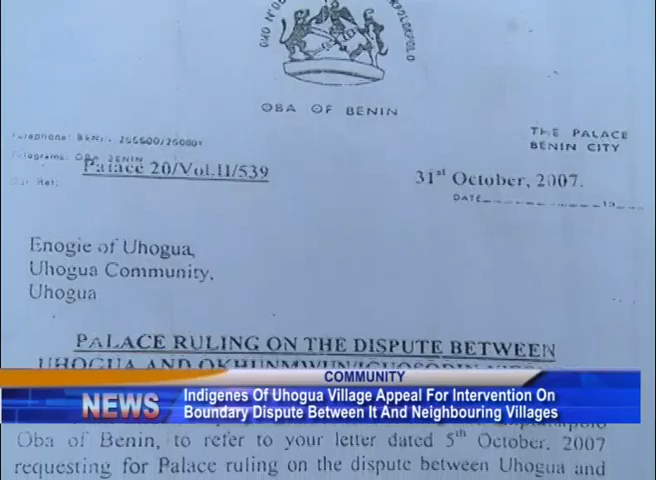 OBA OF BENIN
THE PALACE
BENIN CITY
Palace 20/Vol.II/539
31st October, 2007.
DATE
Enogie of Uhogua,
Uhogua Community,
Uhogua
PALACE RULING ON THE DISPUTE BETWEEN
UHOGUA AND
COMMUNITY
NEWS
Indigenes Of Uhogua Village Appeal For Intervention On
Boundary Dispute Between It And Neighbouring Villages
Oba of Benin, to refer to your letter dated 5th October, 2007
requesting for Palace ruling on the dispute between Uhogua and